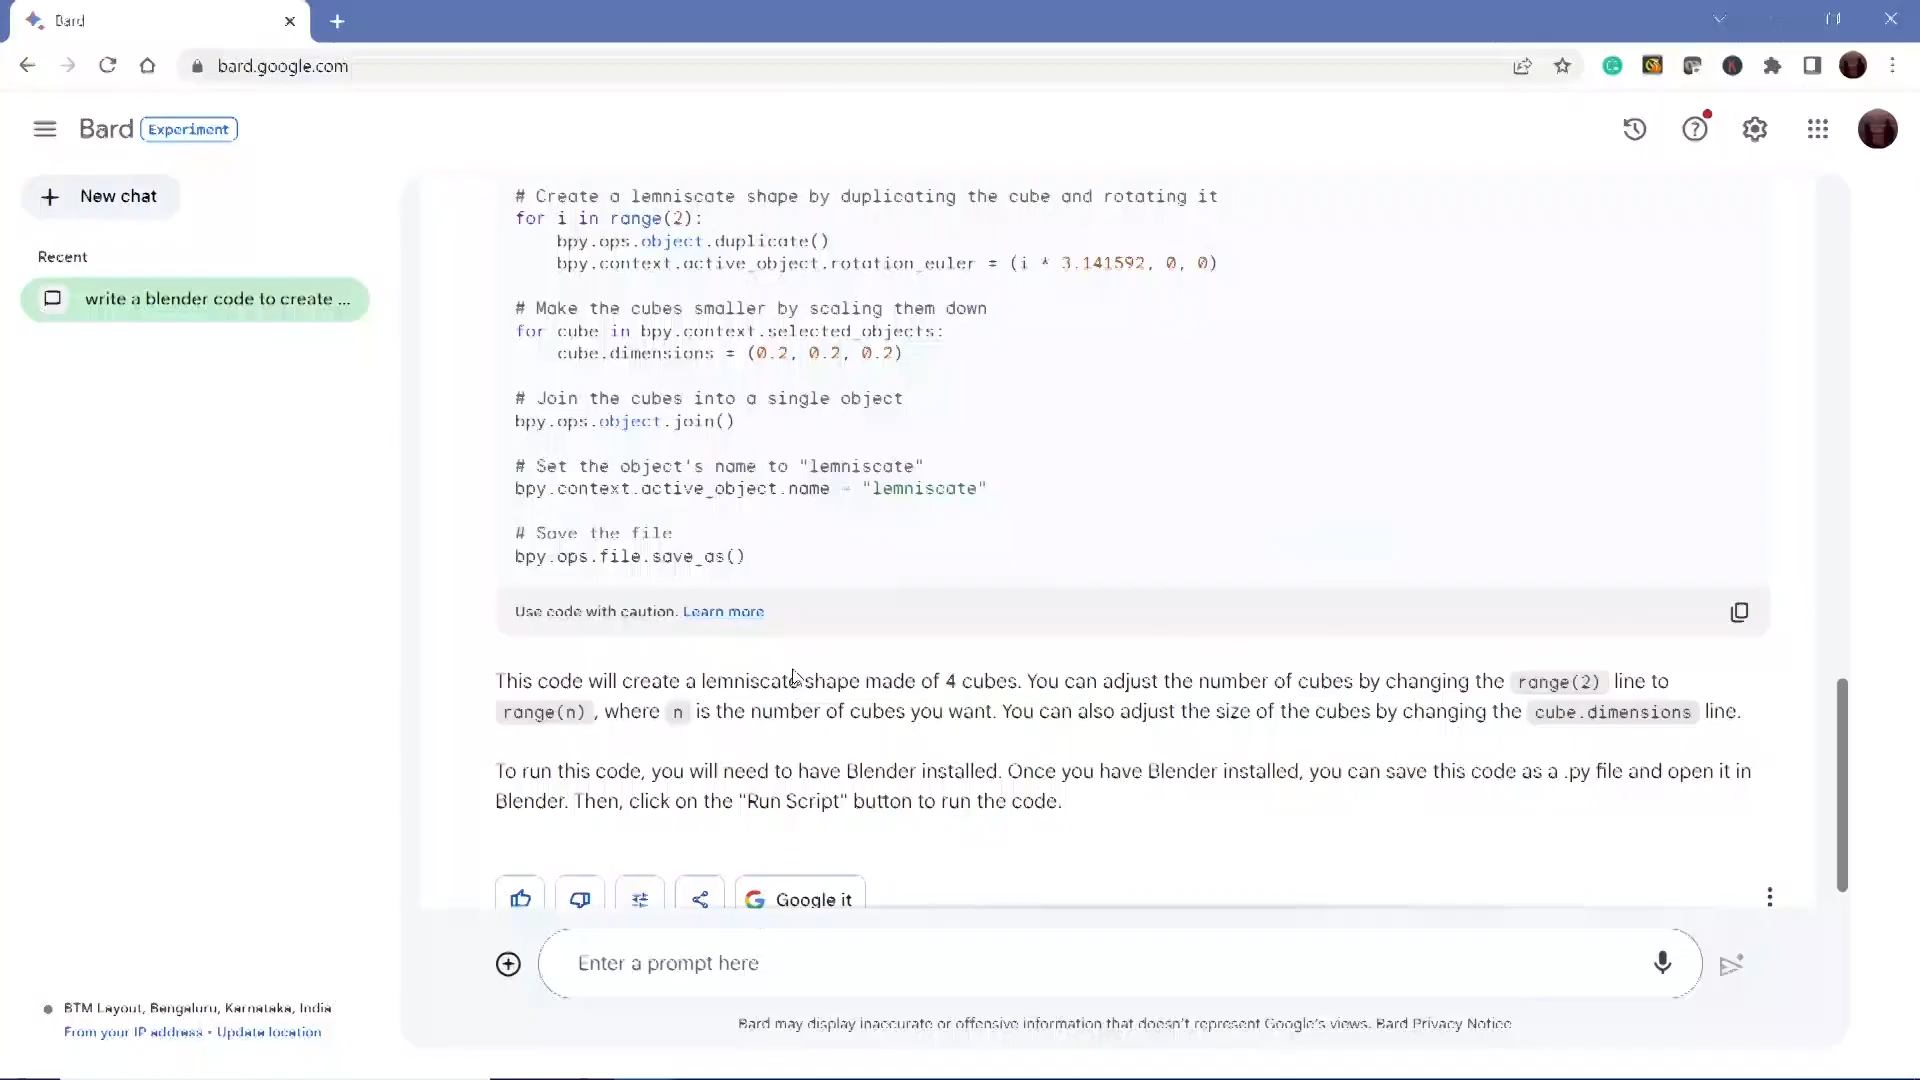 Bard
bard.google.com
Bard Experiment
New chat
Recent
write a blender code to create ...
# Create a lemniscate shape by duplicating the cube and rotating it
for i in range(2):
    bpy.ops.object.duplicate()
    bpy.context.active_object.rotation_euler = (i * 3.141592, 0, 0)
# Make the cubes smaller by scaling them down
for cube in bpy.context.selected_objects:
    cube.dimensions = (0.2, 0.2, 0.2)
# Join the cubes into a single object
bpy.ops.object.join()
# Set the object's name to "lemniscate"
bpy.context.active_object.name = "lemniscate"
# Save the file
bpy.ops.file.save_as()
Use code with caution. Learn more
This code will create a lemniscate shape made of 4 cubes. You can adjust the number of cubes by changing the range(2) line to
range(n) , where n is the number of cubes you want. You can also adjust the size of the cubes by changing the cube.dimensions line.
To run this code, you will need to have Blender installed. Once you have Blender installed, you can save this code as a .py file and open it in
Blender. Then, click on the "Run Script" button to run the code.
Google it
Enter a prompt here
BTM Layout, Bengaluru, Karnataka, India
From your IP address • Update location
Bard may display inaccurate or offensive information that doesn't represent Google's views. Bard Privacy Notice